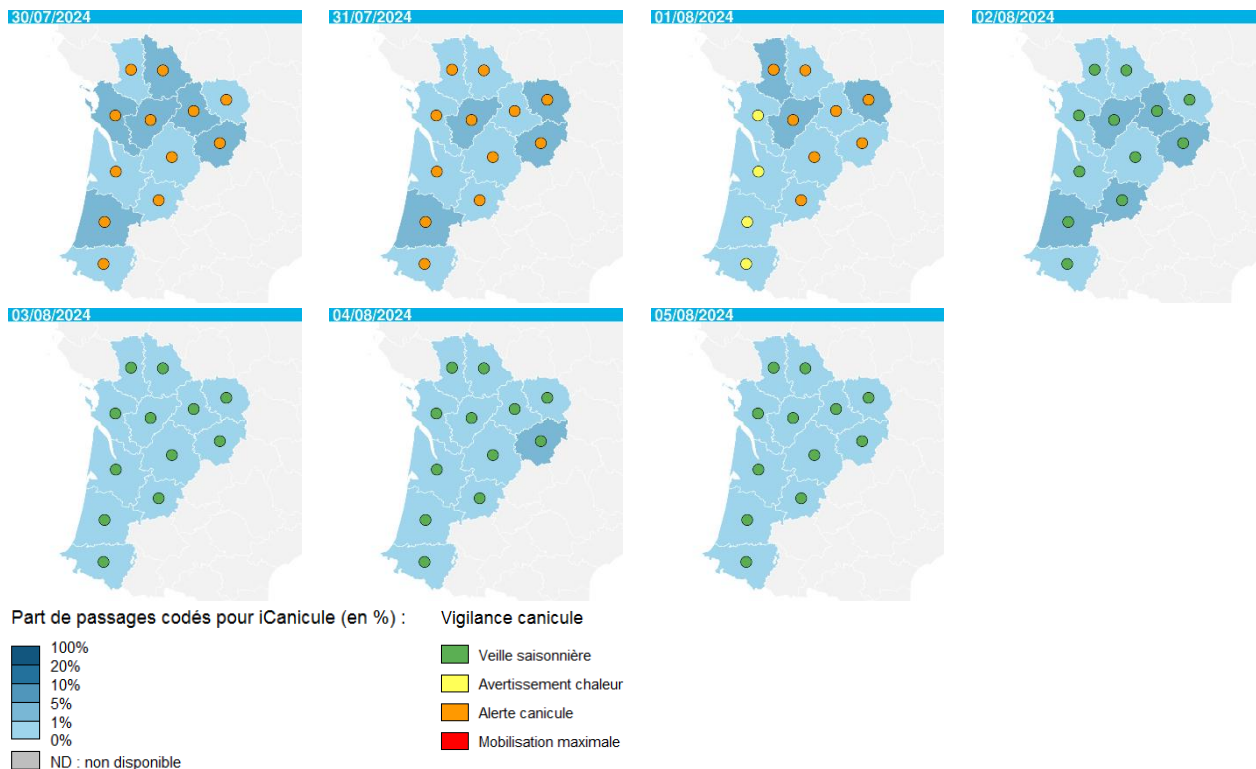 30/07/2024
31/07/2024
01/08/2024
02/08/2024
03/08/2024
04/08/2024
05/08/2024
Part de passages codés pour iCanicule (en %) :
100%
20%
10%
5%
1%
0%
ND : non disponible
Vigilance canicule
Veille saisonnière
Avertissement chaleur
Alerte canicule
Mobilisation maximale